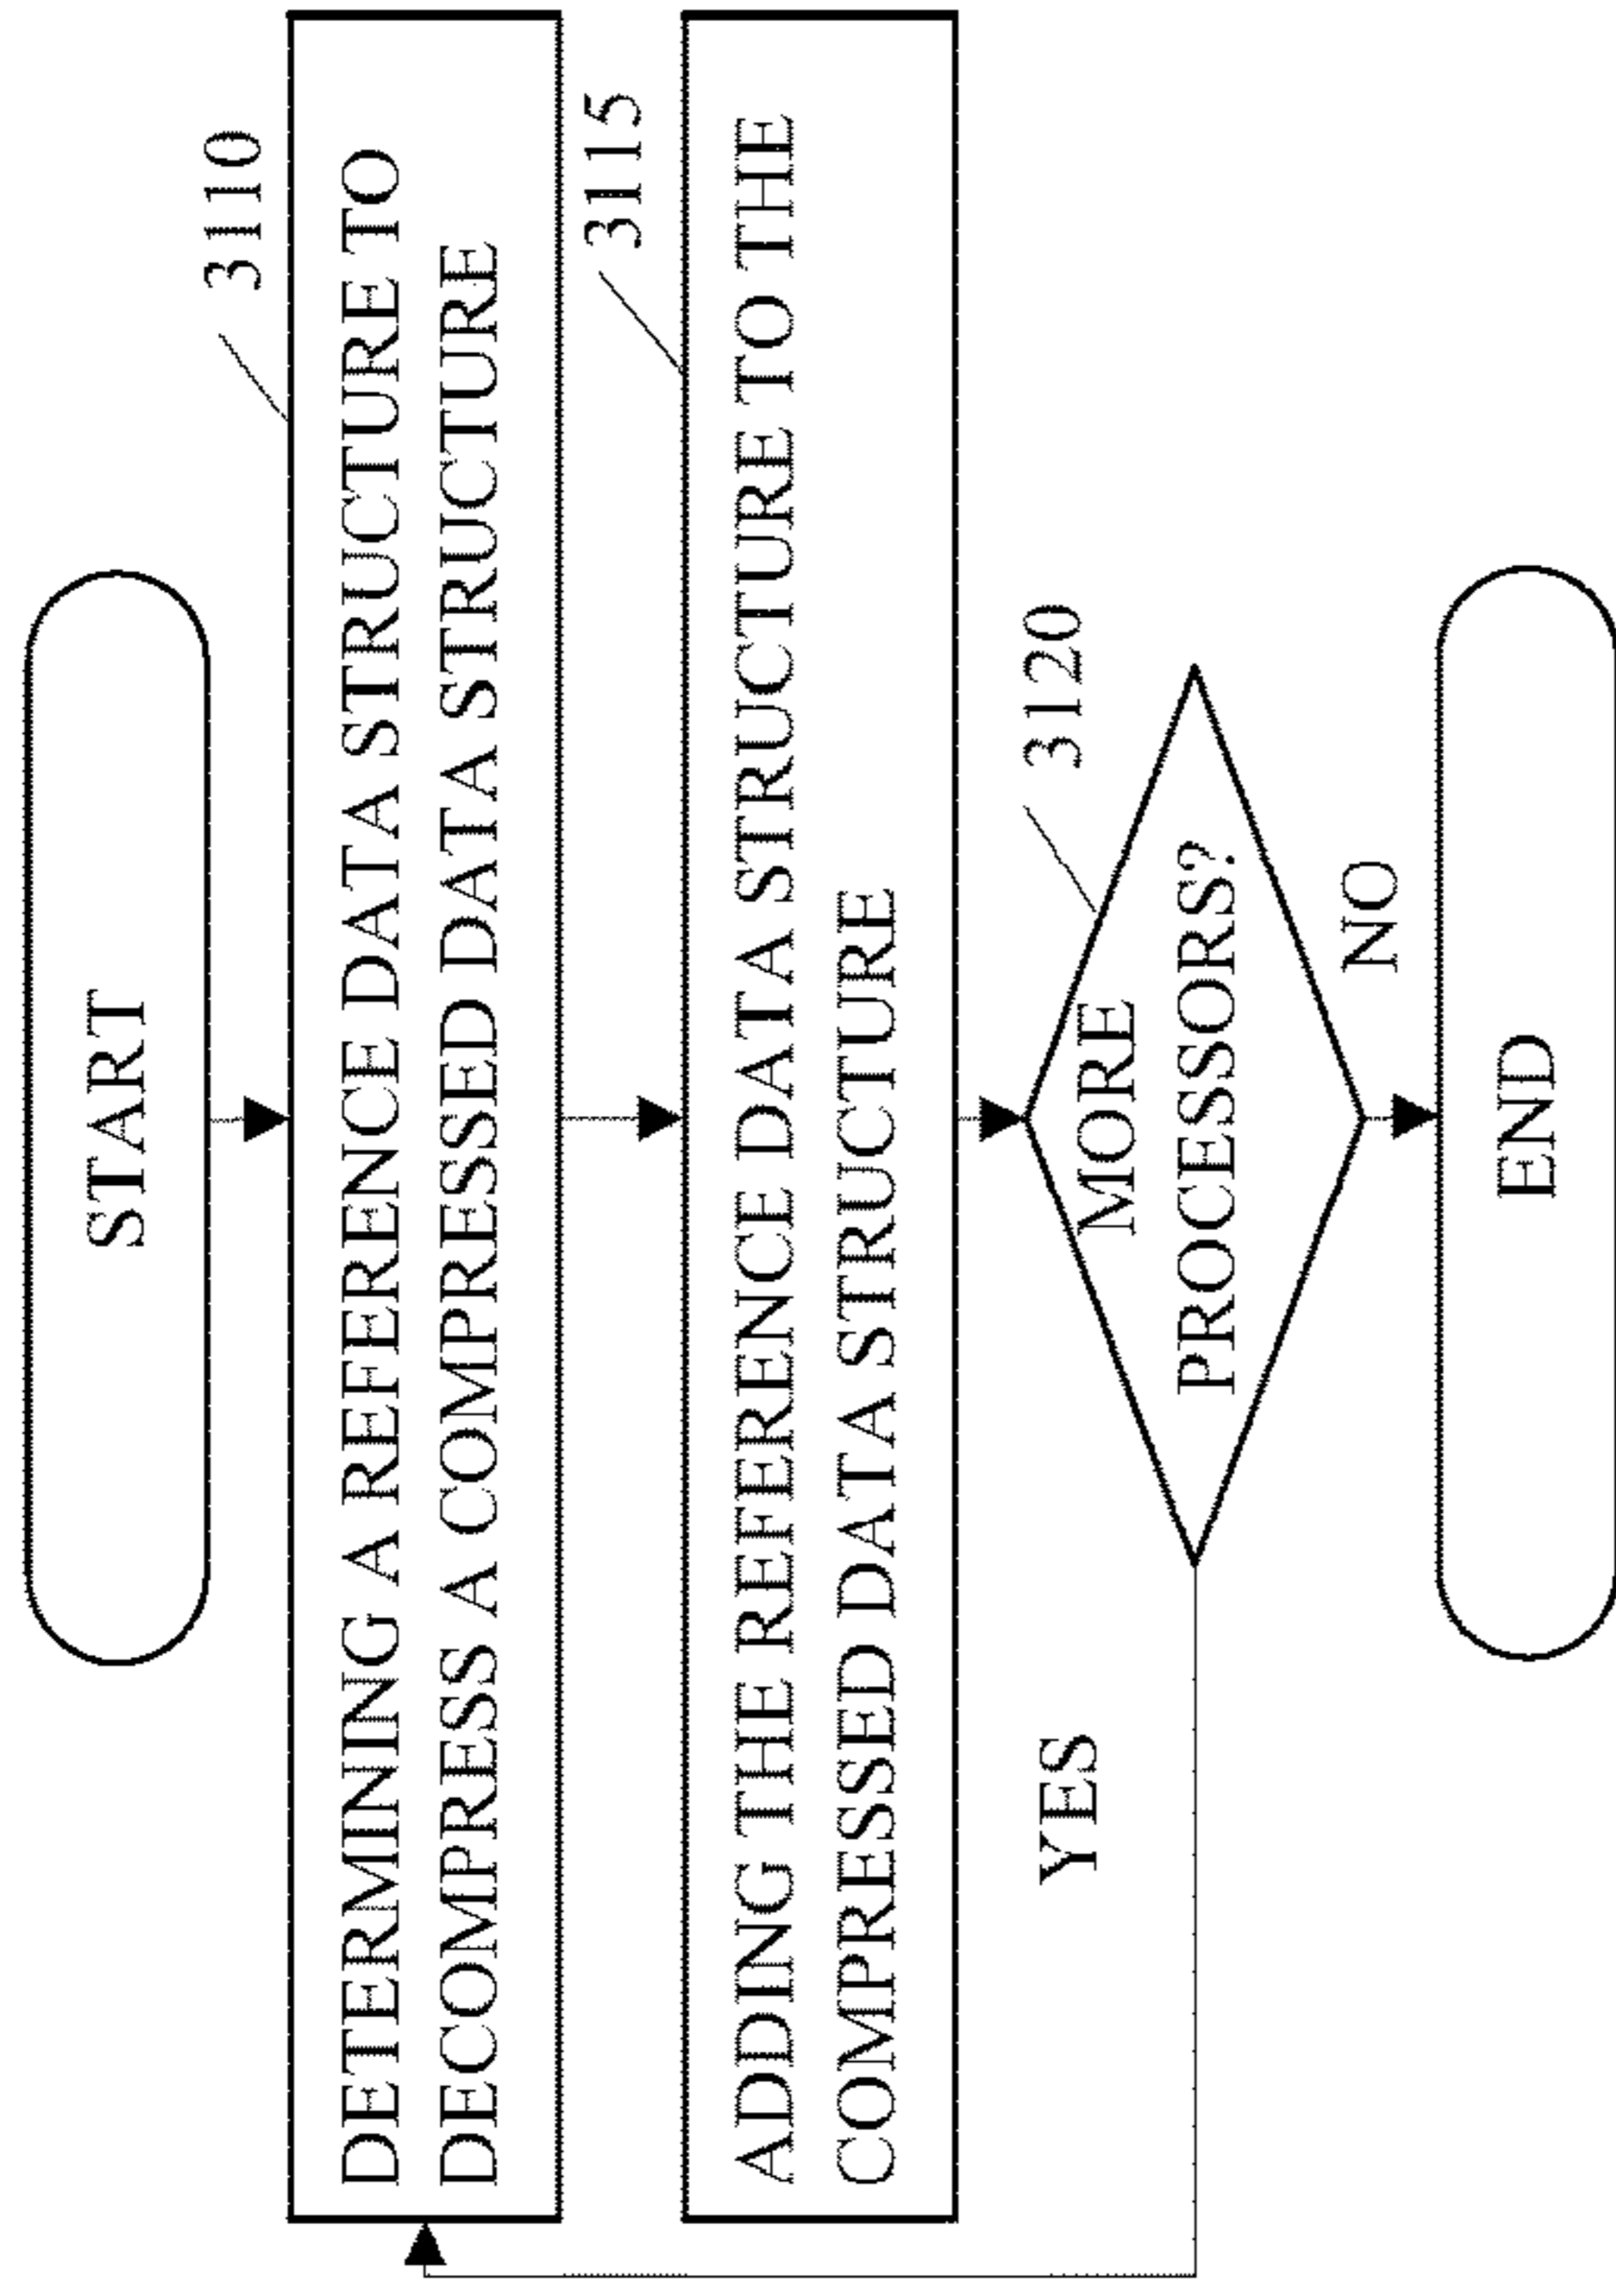 START
3110
DETERMINING A REFERENCE DATA STRUCTURE TO
DECOMPRESS A COMPRESSED DATA STRUCTURE
3115
ADDING THE REFERENCE DATA STRUCTURE TO THE
COMPRESSED DATA STRUCTURE
3120
MORE
PROCESSORS?
YES
NO
END